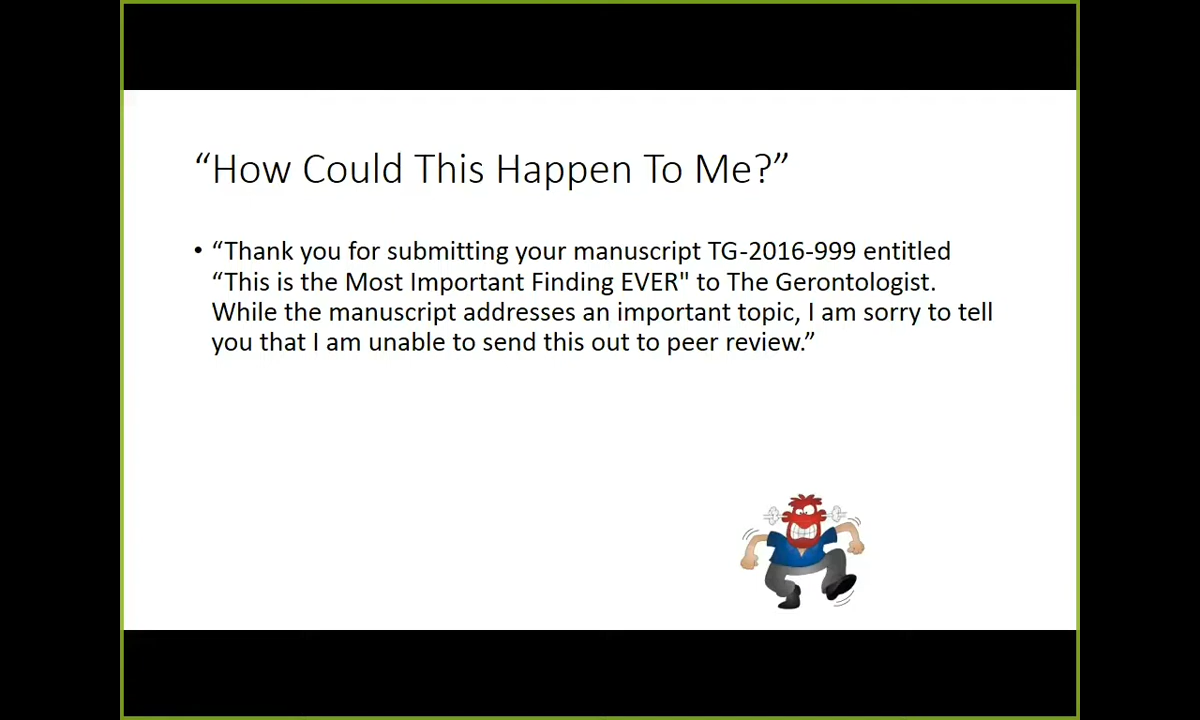 “How Could This Happen To Me?”
• “Thank you for submitting your manuscript TG-2016-999 entitled
“This is the Most Important Finding EVER" to The Gerontologist.
While the manuscript addresses an important topic, I am sorry to tell
you that I am unable to send this out to peer review.”